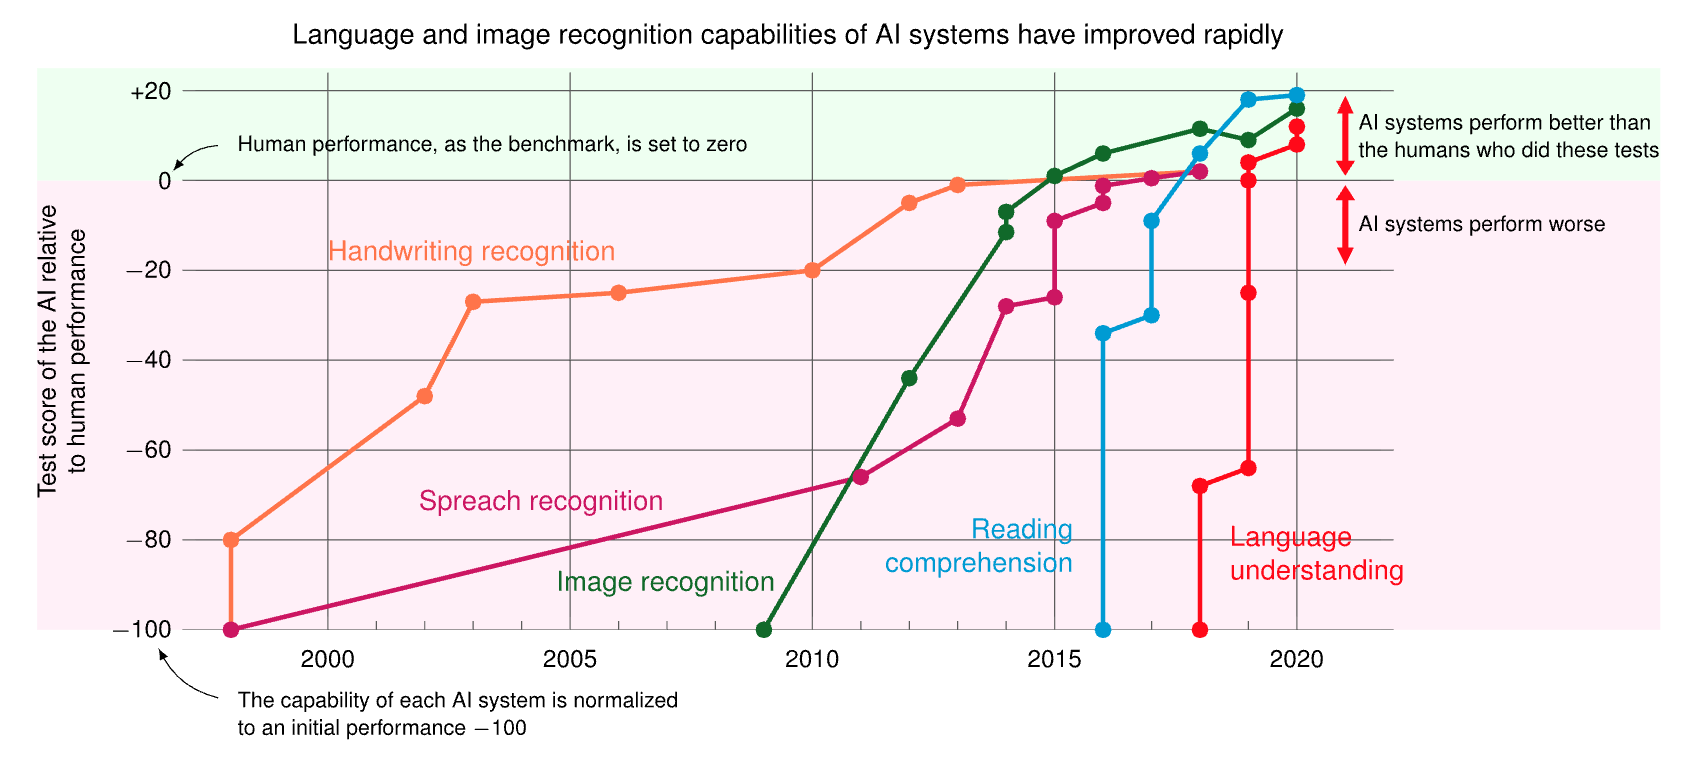 Language and image recognition capabilities of AI systems have improved rapidly
+20
Human performance, as the benchmark, is set to zero
AI systems perform better than
the humans who did these tests
0
AI systems perform worse
Handwriting recognition
−20
Test score of the AI relative
to human performance
−40
−60
Spreach recognition
Reading
comprehension
Language
understanding
−80
Image recognition
−100
2000
2005
2010
2015
2020
The capability of each AI system is normalized
to an initial performance −100